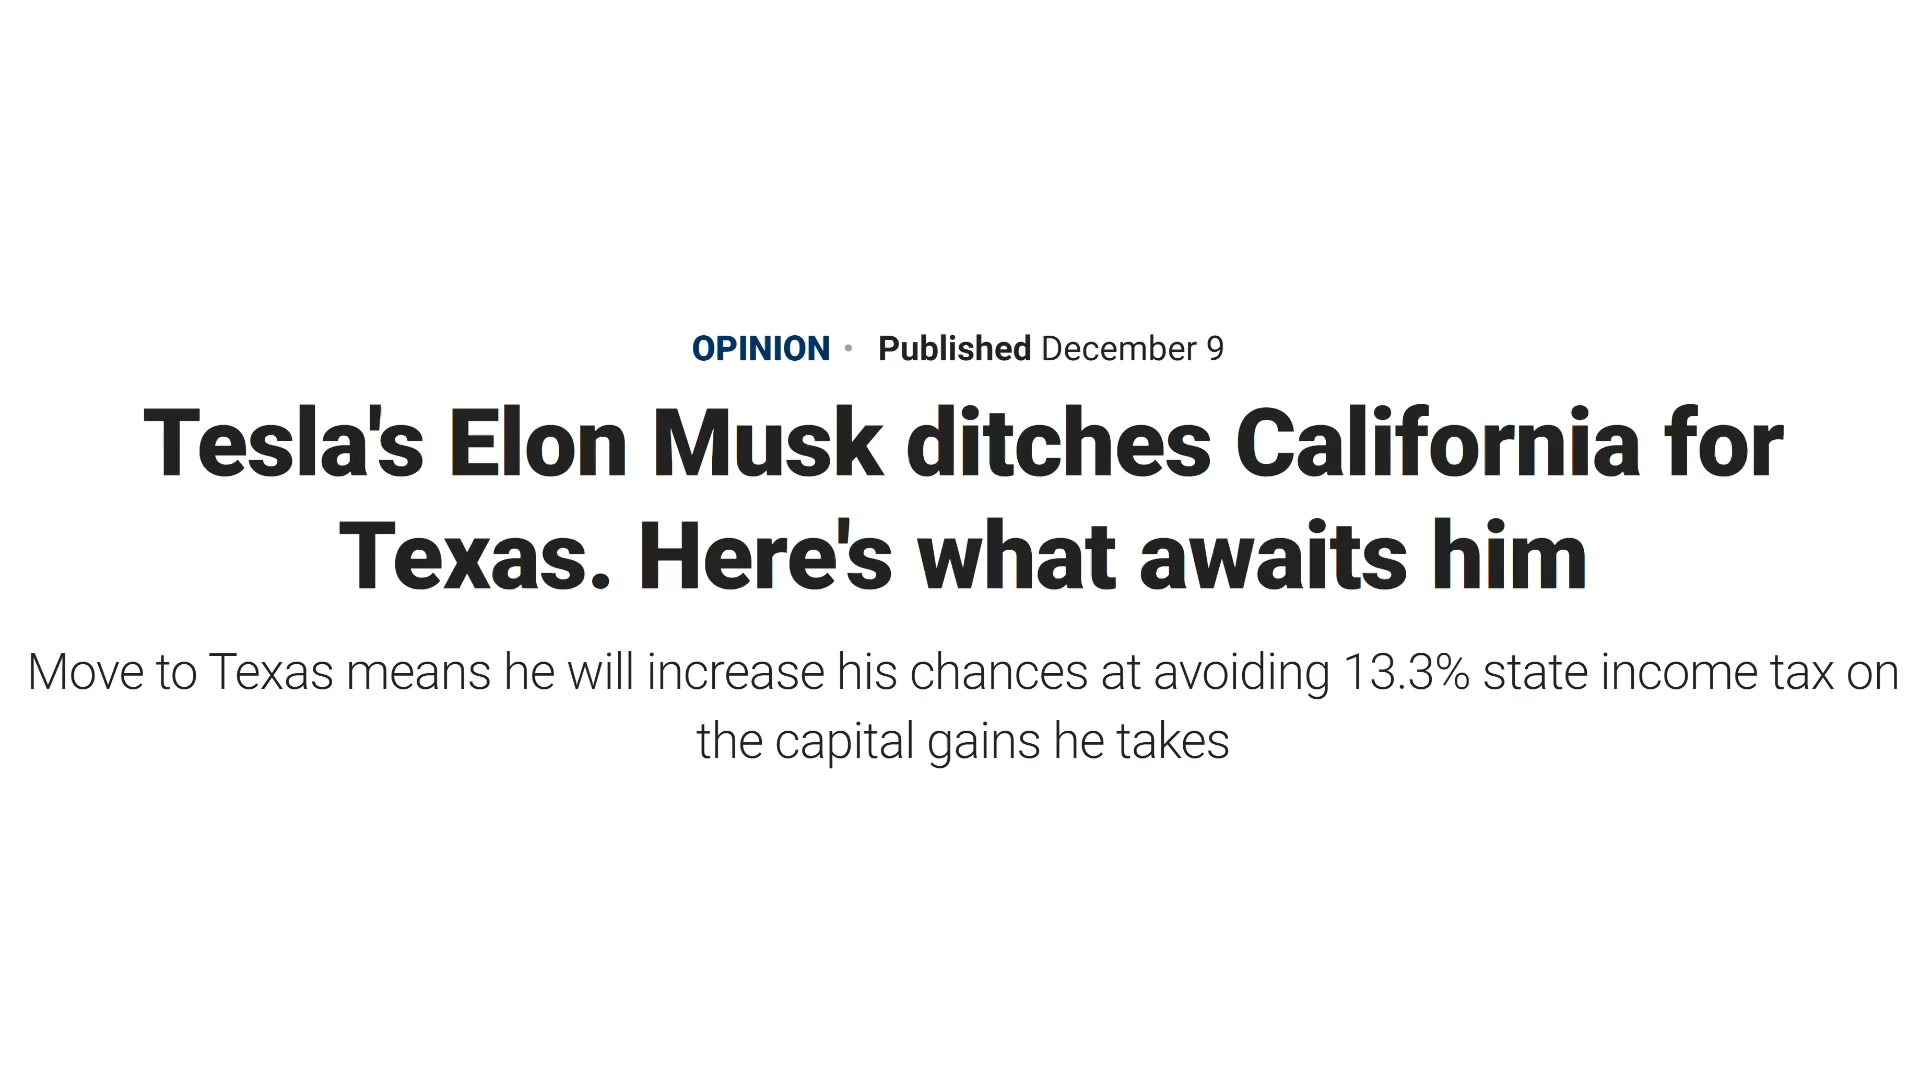 OPINION • Published December 9
Tesla's Elon Musk ditches California for
Texas. Here's what awaits him
Move to Texas means he will increase his chances at avoiding 13.3% state income tax on
the capital gains he takes